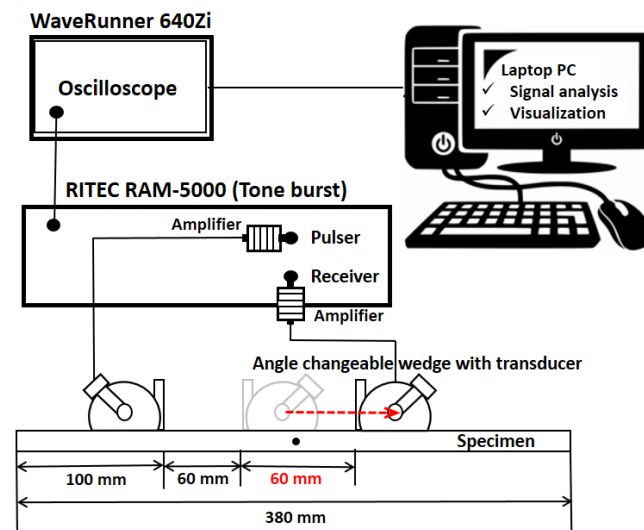 WaveRunner 640Zi
Oscilloscope
Laptop PC
✓ Signal analysis
✓ Visualization
RITEC RAM-5000 (Tone burst)
Amplifier
Pulser
Receiver
Amplifier
Angle changeable wedge with transducer
Specimen
100 mm
60 mm
60 mm
380 mm